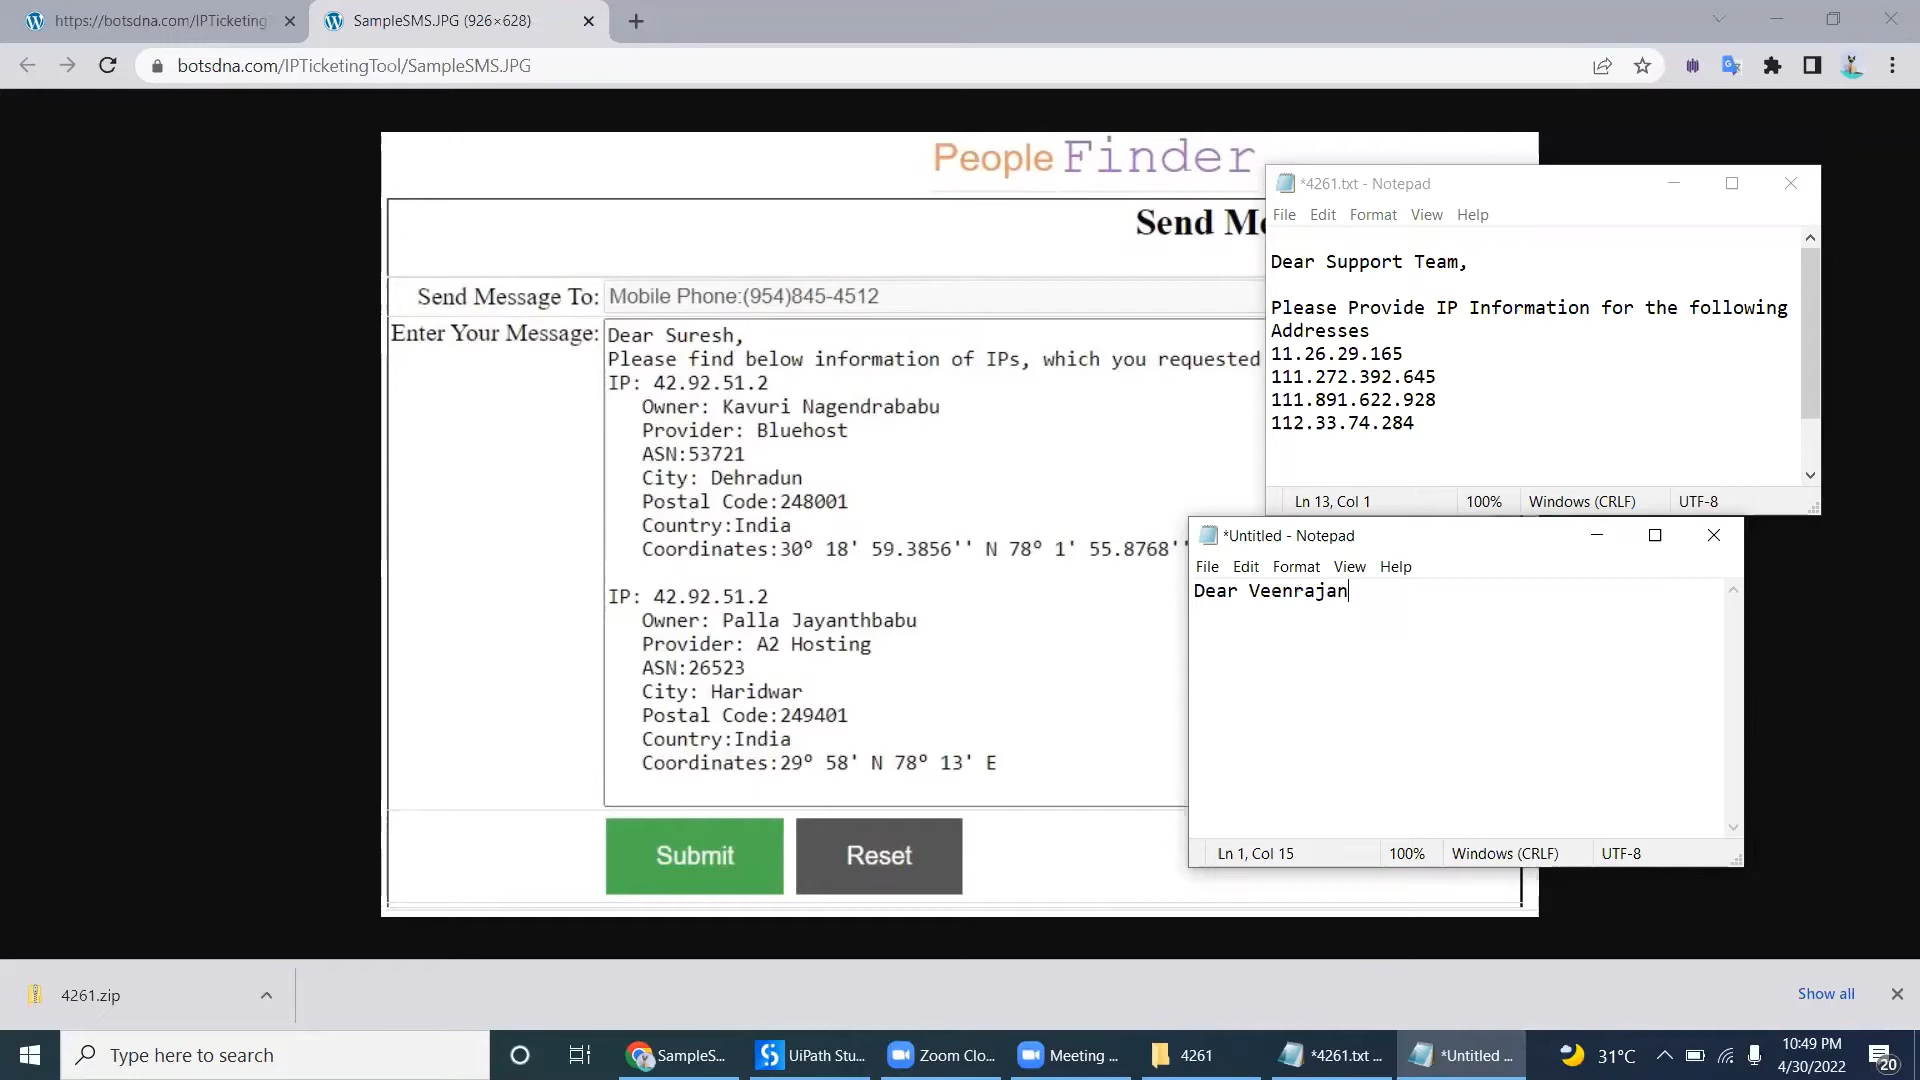 https://botsdna.com/IPTicketing
SampleSMS.JPG (926×628)
botsdna.com/IPTicketingTool/SampleSMS.JPG
People Finder
Send Me
Send Message To:
Mobile Phone:(954)845-4512
Enter Your Message:
Dear Suresh,
Please find below information of IPs, which you requested
IP: 42.92.51.2
Owner: Kavuri Nagendrababu
Provider: Bluehost
ASN:53721
City: Dehradun
Postal Code:248001
Country:India
Coordinates:30º 18' 59.3856'' N 78º 1' 55.8768''
IP: 42.92.51.2
Owner: Palla Jayanthbabu
Provider: A2 Hosting
ASN:26523
City: Haridwar
Postal Code:249401
Country:India
Coordinates:29º 58' N 78º 13' E
Submit
Reset
*4261.txt - Notepad
File Edit Format View Help
Dear Support Team,
Please Provide IP Information for the following
Addresses
11.26.29.165
111.272.392.645
111.891.622.928
112.33.74.284
Ln 13, Col 1
100%
Windows (CRLF)
UTF-8
*Untitled - Notepad
File Edit Format View Help
Dear Veenrajan
Ln 1, Col 15
100%
Windows (CRLF)
UTF-8
4261.zip
Show all
Type here to search
SampleS...
UiPath Stu...
Zoom Clo...
Meeting ...
4261
*4261.txt ...
*Untitled ...
31°C
10:49 PM
4/30/2022
20